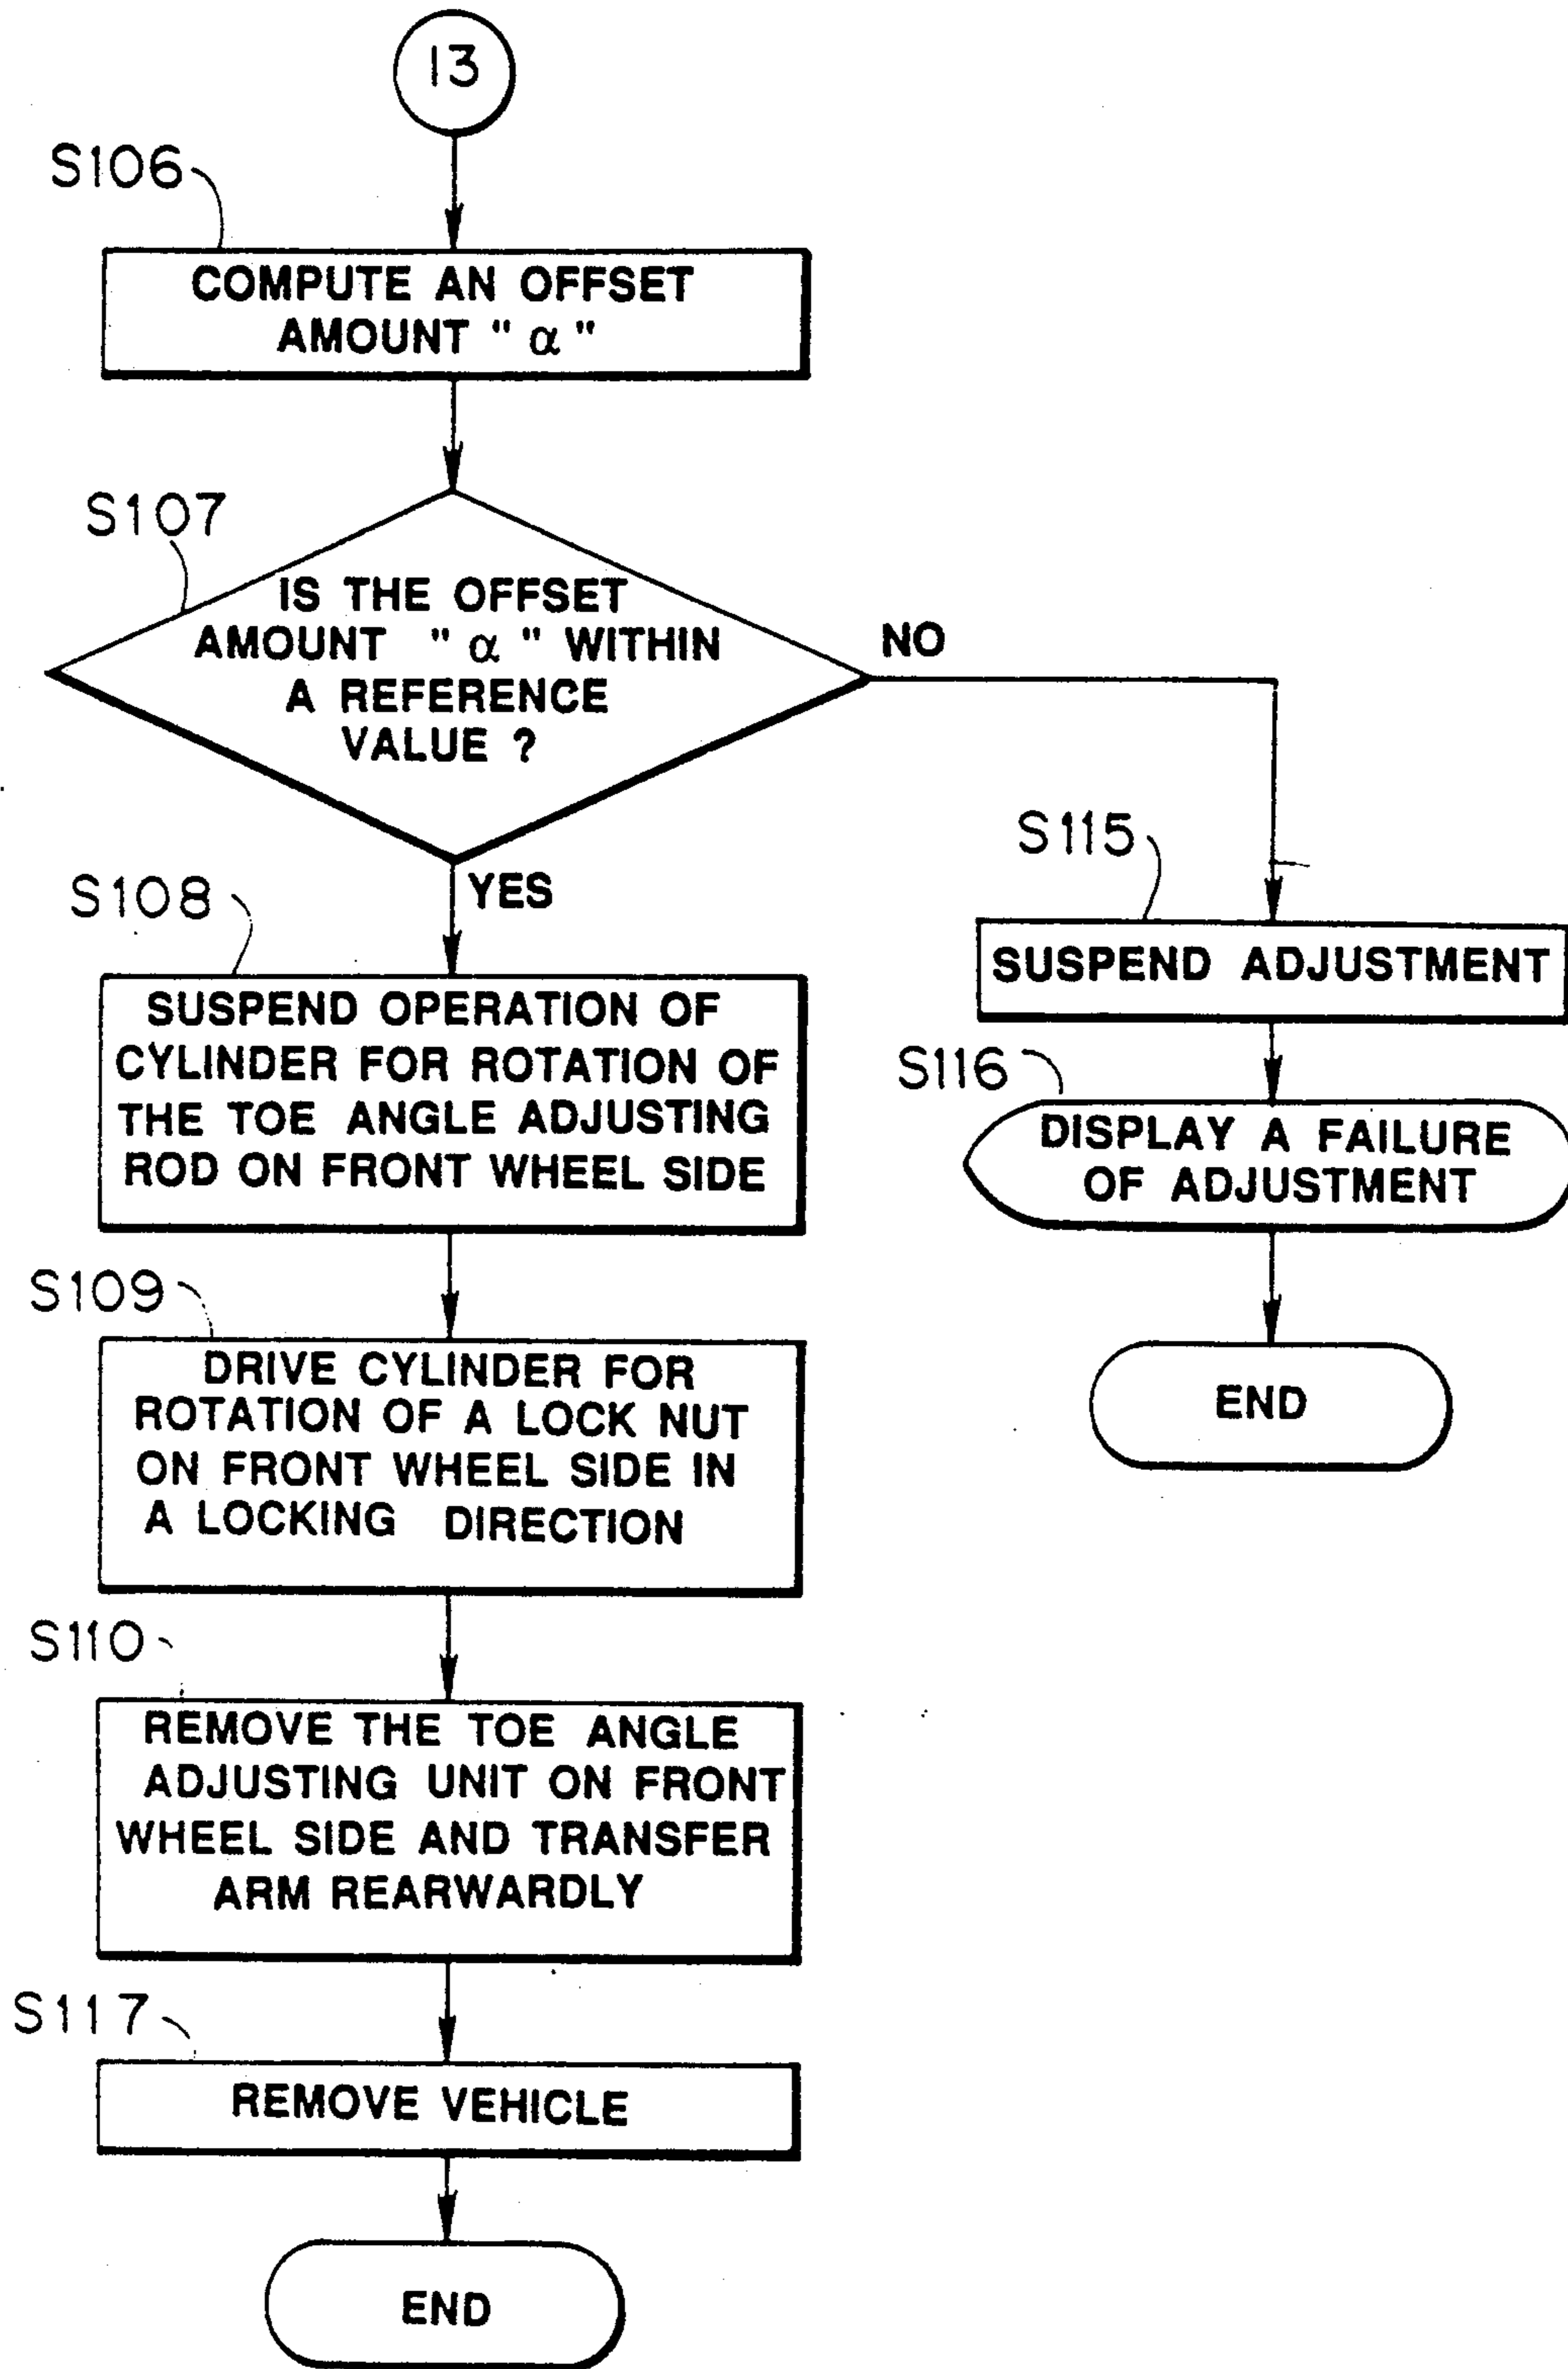 13
S106
COMPUTE AN OFFSET
AMOUNT " α "
S107
IS THE OFFSET
AMOUNT " α " WITHIN
A REFERENCE
VALUE ?
NO
YES
S108
SUSPEND OPERATION OF
CYLINDER FOR ROTATION OF
THE TOE ANGLE ADJUSTING
ROD ON FRONT WHEEL SIDE
S109
DRIVE CYLINDER FOR
ROTATION OF A LOCK NUT
ON FRONT WHEEL SIDE IN
A LOCKING DIRECTION
S110
REMOVE THE TOE ANGLE
ADJUSTING UNIT ON FRONT
WHEEL SIDE AND TRANSFER
ARM REARWARDLY
S117
REMOVE VEHICLE
END
S115
SUSPEND ADJUSTMENT
S116
DISPLAY A FAILURE
OF ADJUSTMENT
END